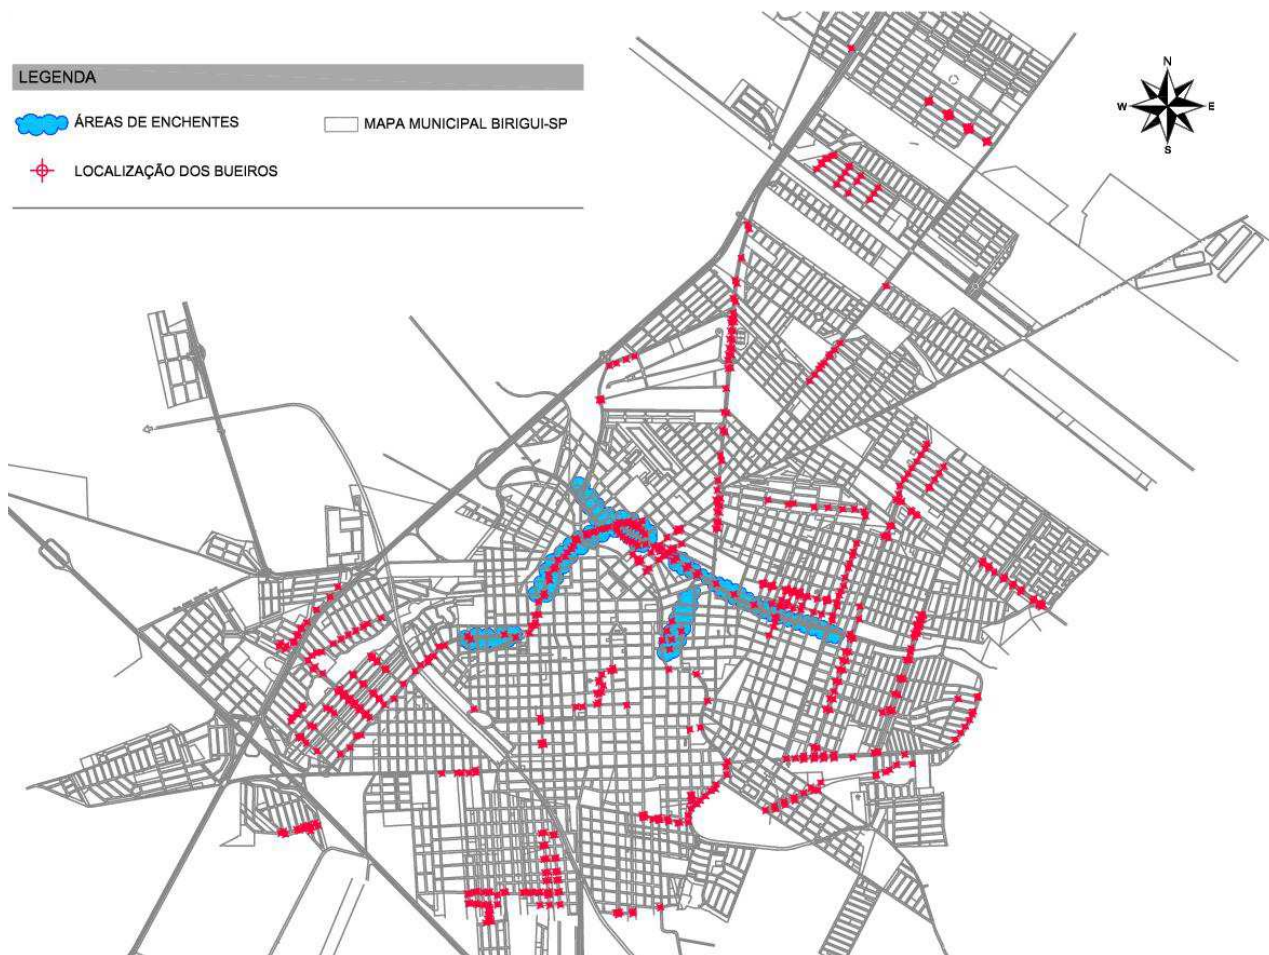 LEGENDA
ÁREAS DE ENCHENTES
MAPA MUNICIPAL BIRIGUI-SP
LOCALIZAÇÃO DOS BUEIROS
N
W E
S